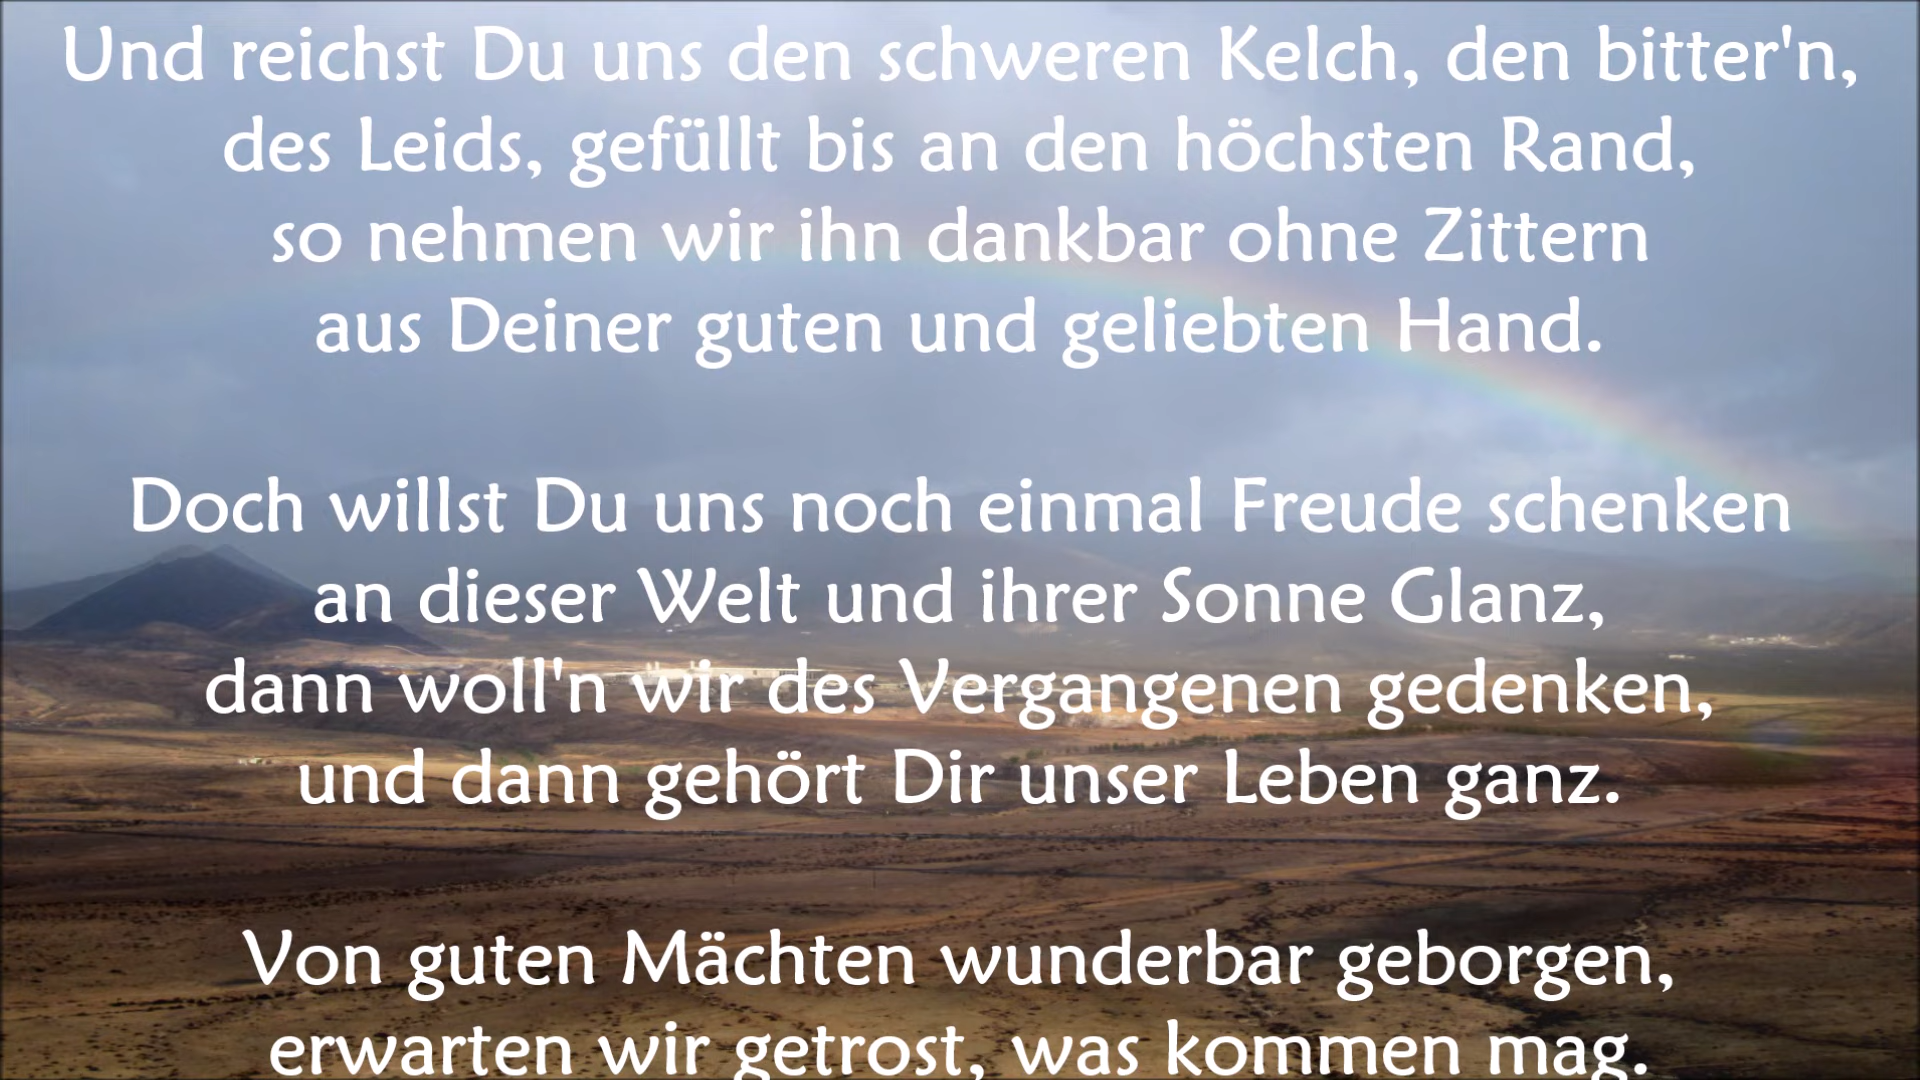 Und reichst Du uns den schweren Kelch, den bitter'n,
des Leids, gefüllt bis an den höchsten Rand,
so nehmen wir ihn dankbar ohne Zittern
aus Deiner guten und geliebten Hand.
Doch willst Du uns noch einmal Freude schenken
an dieser Welt und ihrer Sonne Glanz,
dann woll'n wir des Vergangenen gedenken,
und dann gehört Dir unser Leben ganz.
Von guten Mächten wunderbar geborgen,
erwarten wir getrost, was kommen mag.